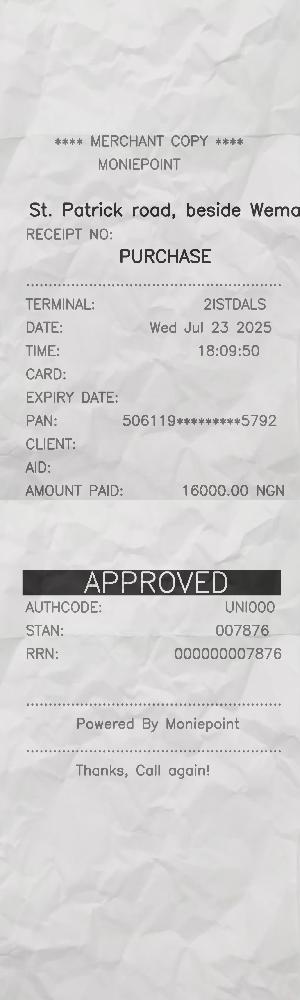 **** MERCHANT COPY ****
MONIEPOINT
St. Patrick road, beside Wema
RECEIPT NO:
PURCHASE
TERMINAL: 2ISTDALS
DATE: Wed Jul 23 2025
TIME: 18:09:50
CARD:
EXPIRY DATE:
PAN: 506119*********5792
CLIENT:
AID:
AMOUNT PAID: 16000.00 NGN
APPROVED
AUTHCODE: UNI000
STAN: 007876
RRN: 000000007876
Powered By Moniepoint
Thanks, Call again!